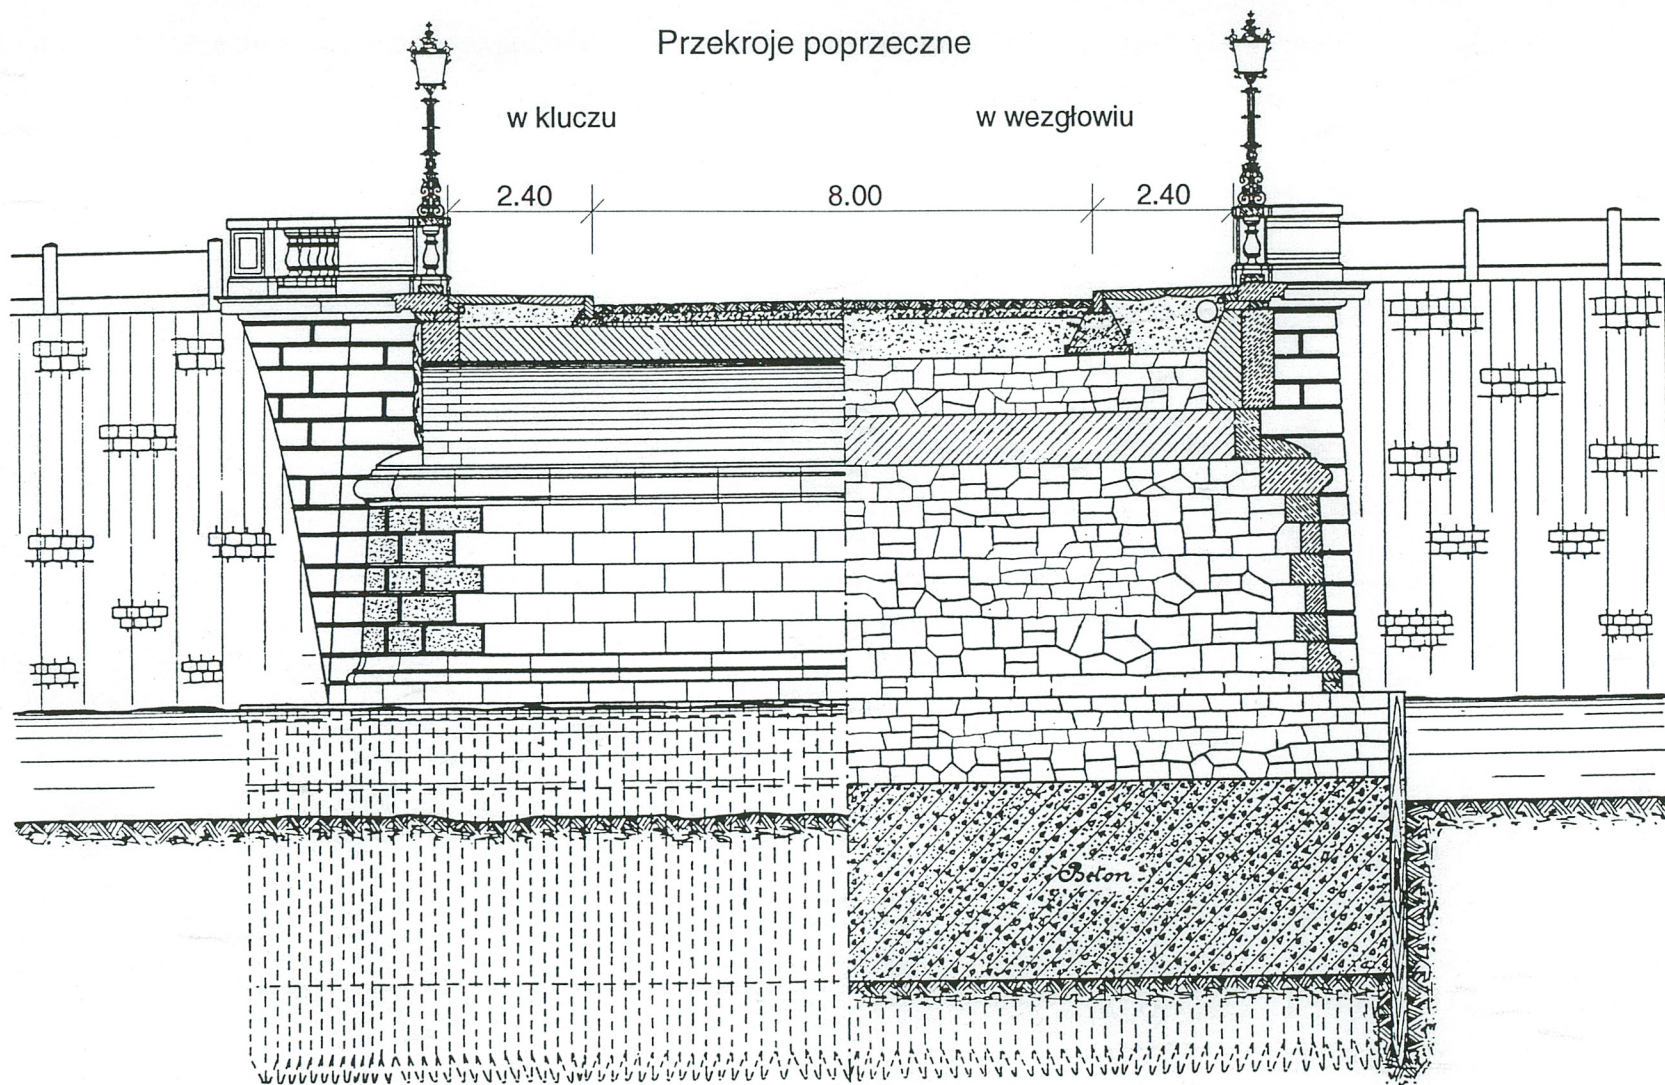 Przekroje poprzeczne
w kluczu
w wezgłowiu
2.40
8.00
2.40
Beton